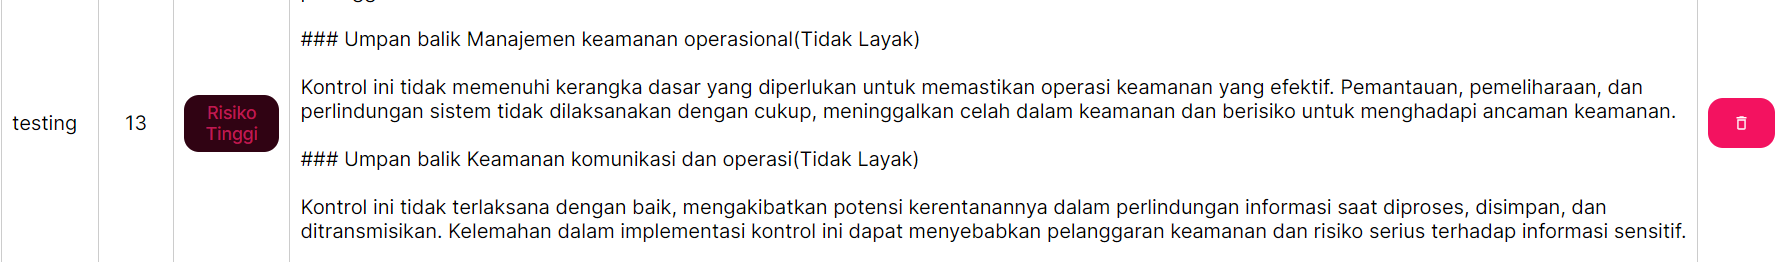 ### Umpan balik Manajemen keamanan operasional(Tidak Layak)
Kontrol ini tidak memenuhi kerangka dasar yang diperlukan untuk memastikan operasi keamanan yang efektif. Pemantauan, pemeliharaan, dan
perlindungan sistem tidak dilaksanakan dengan cukup, meninggalkan celah dalam keamanan dan berisiko untuk menghadapi ancaman keamanan.
testing
13
Risiko
Tinggi
### Umpan balik Keamanan komunikasi dan operasi(Tidak Layak)
Kontrol ini tidak terlaksana dengan baik, mengakibatkan potensi kerentanannya dalam perlindungan informasi saat diproses, disimpan, dan
ditransmisikan. Kelemahan dalam implementasi kontrol ini dapat menyebabkan pelanggaran keamanan dan risiko serius terhadap informasi sensitif.